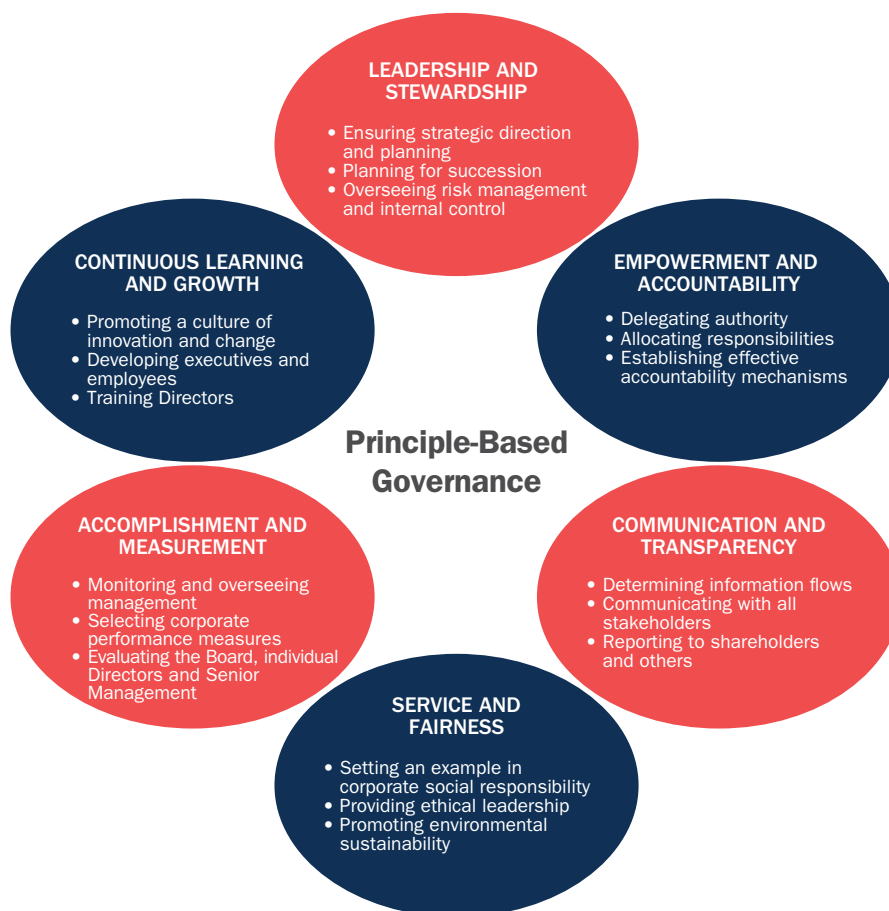 LEADERSHIP AND
STEWARDSHIP
• Ensuring strategic direction
and planning
• Planning for succession
• Overseeing risk management
and internal control
CONTINUOUS LEARNING
AND GROWTH
• Promoting a culture of
innovation and change
• Developing executives and
employees
• Training Directors
EMPOWERMENT AND
ACCOUNTABILITY
• Delegating authority
• Allocating responsibilities
• Establishing effective
accountability mechanisms
Principle-Based
Governance
ACCOMPLISHMENT AND
MEASUREMENT
• Monitoring and overseeing
management
• Selecting corporate
performance measures
• Evaluating the Board, individual
Directors and Senior
Management
COMMUNICATION AND
TRANSPARENCY
• Determining information flows
• Communicating with all
stakeholders
• Reporting to shareholders
and others
SERVICE AND
FAIRNESS
• Setting an example in
corporate social responsibility
• Providing ethical leadership
• Promoting environmental
sustainability